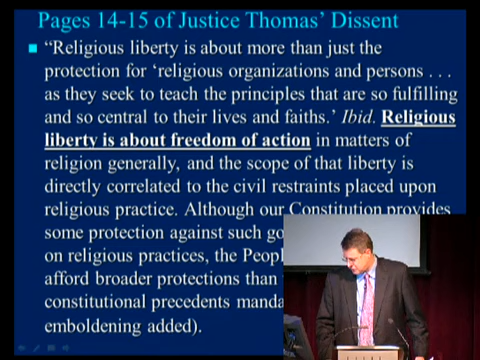 Pages 14-15 of Justice Thomas' Dissent
“Religious liberty is about more than just the
protection for ‘religious organizations and persons . . .
as they seek to teach the principles that are so fulfilling
and so central to their lives and faiths.’ Ibid. Religious
liberty is about freedom of action in matters of
religion generally, and the scope of that liberty is
directly correlated to the civil restraints placed upon
religious practice. Although our Constitution provides
some protection against such go
on religious practices, the Peop
afford broader protections than
constitutional precedents manda
emboldening added).